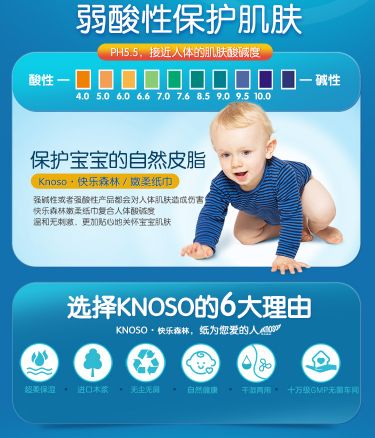 弱酸性保护肌肤
PH5.5，接近人体的肌肤酸碱度
酸性 — — 碱性
4.0 5.0 6.0 6.6 7.0 7.6 8.5 9.0 9.5 10.0
保护宝宝的自然皮脂
Knoso·快乐森林 / 嫩柔纸巾
强碱性或者强酸性产品都会对人体肌肤造成伤害
快乐森林嫩柔纸巾复合人体酸碱度
温和无刺激，更加贴心地关怀宝宝肌肤
选择KNOSO的6大理由
KNOSO·快乐森林，纸为您爱的人
超柔保湿 · 进口木浆 · 无尘无屑 · 自然健康 · 干湿两用 · 十万级GMP无菌车间